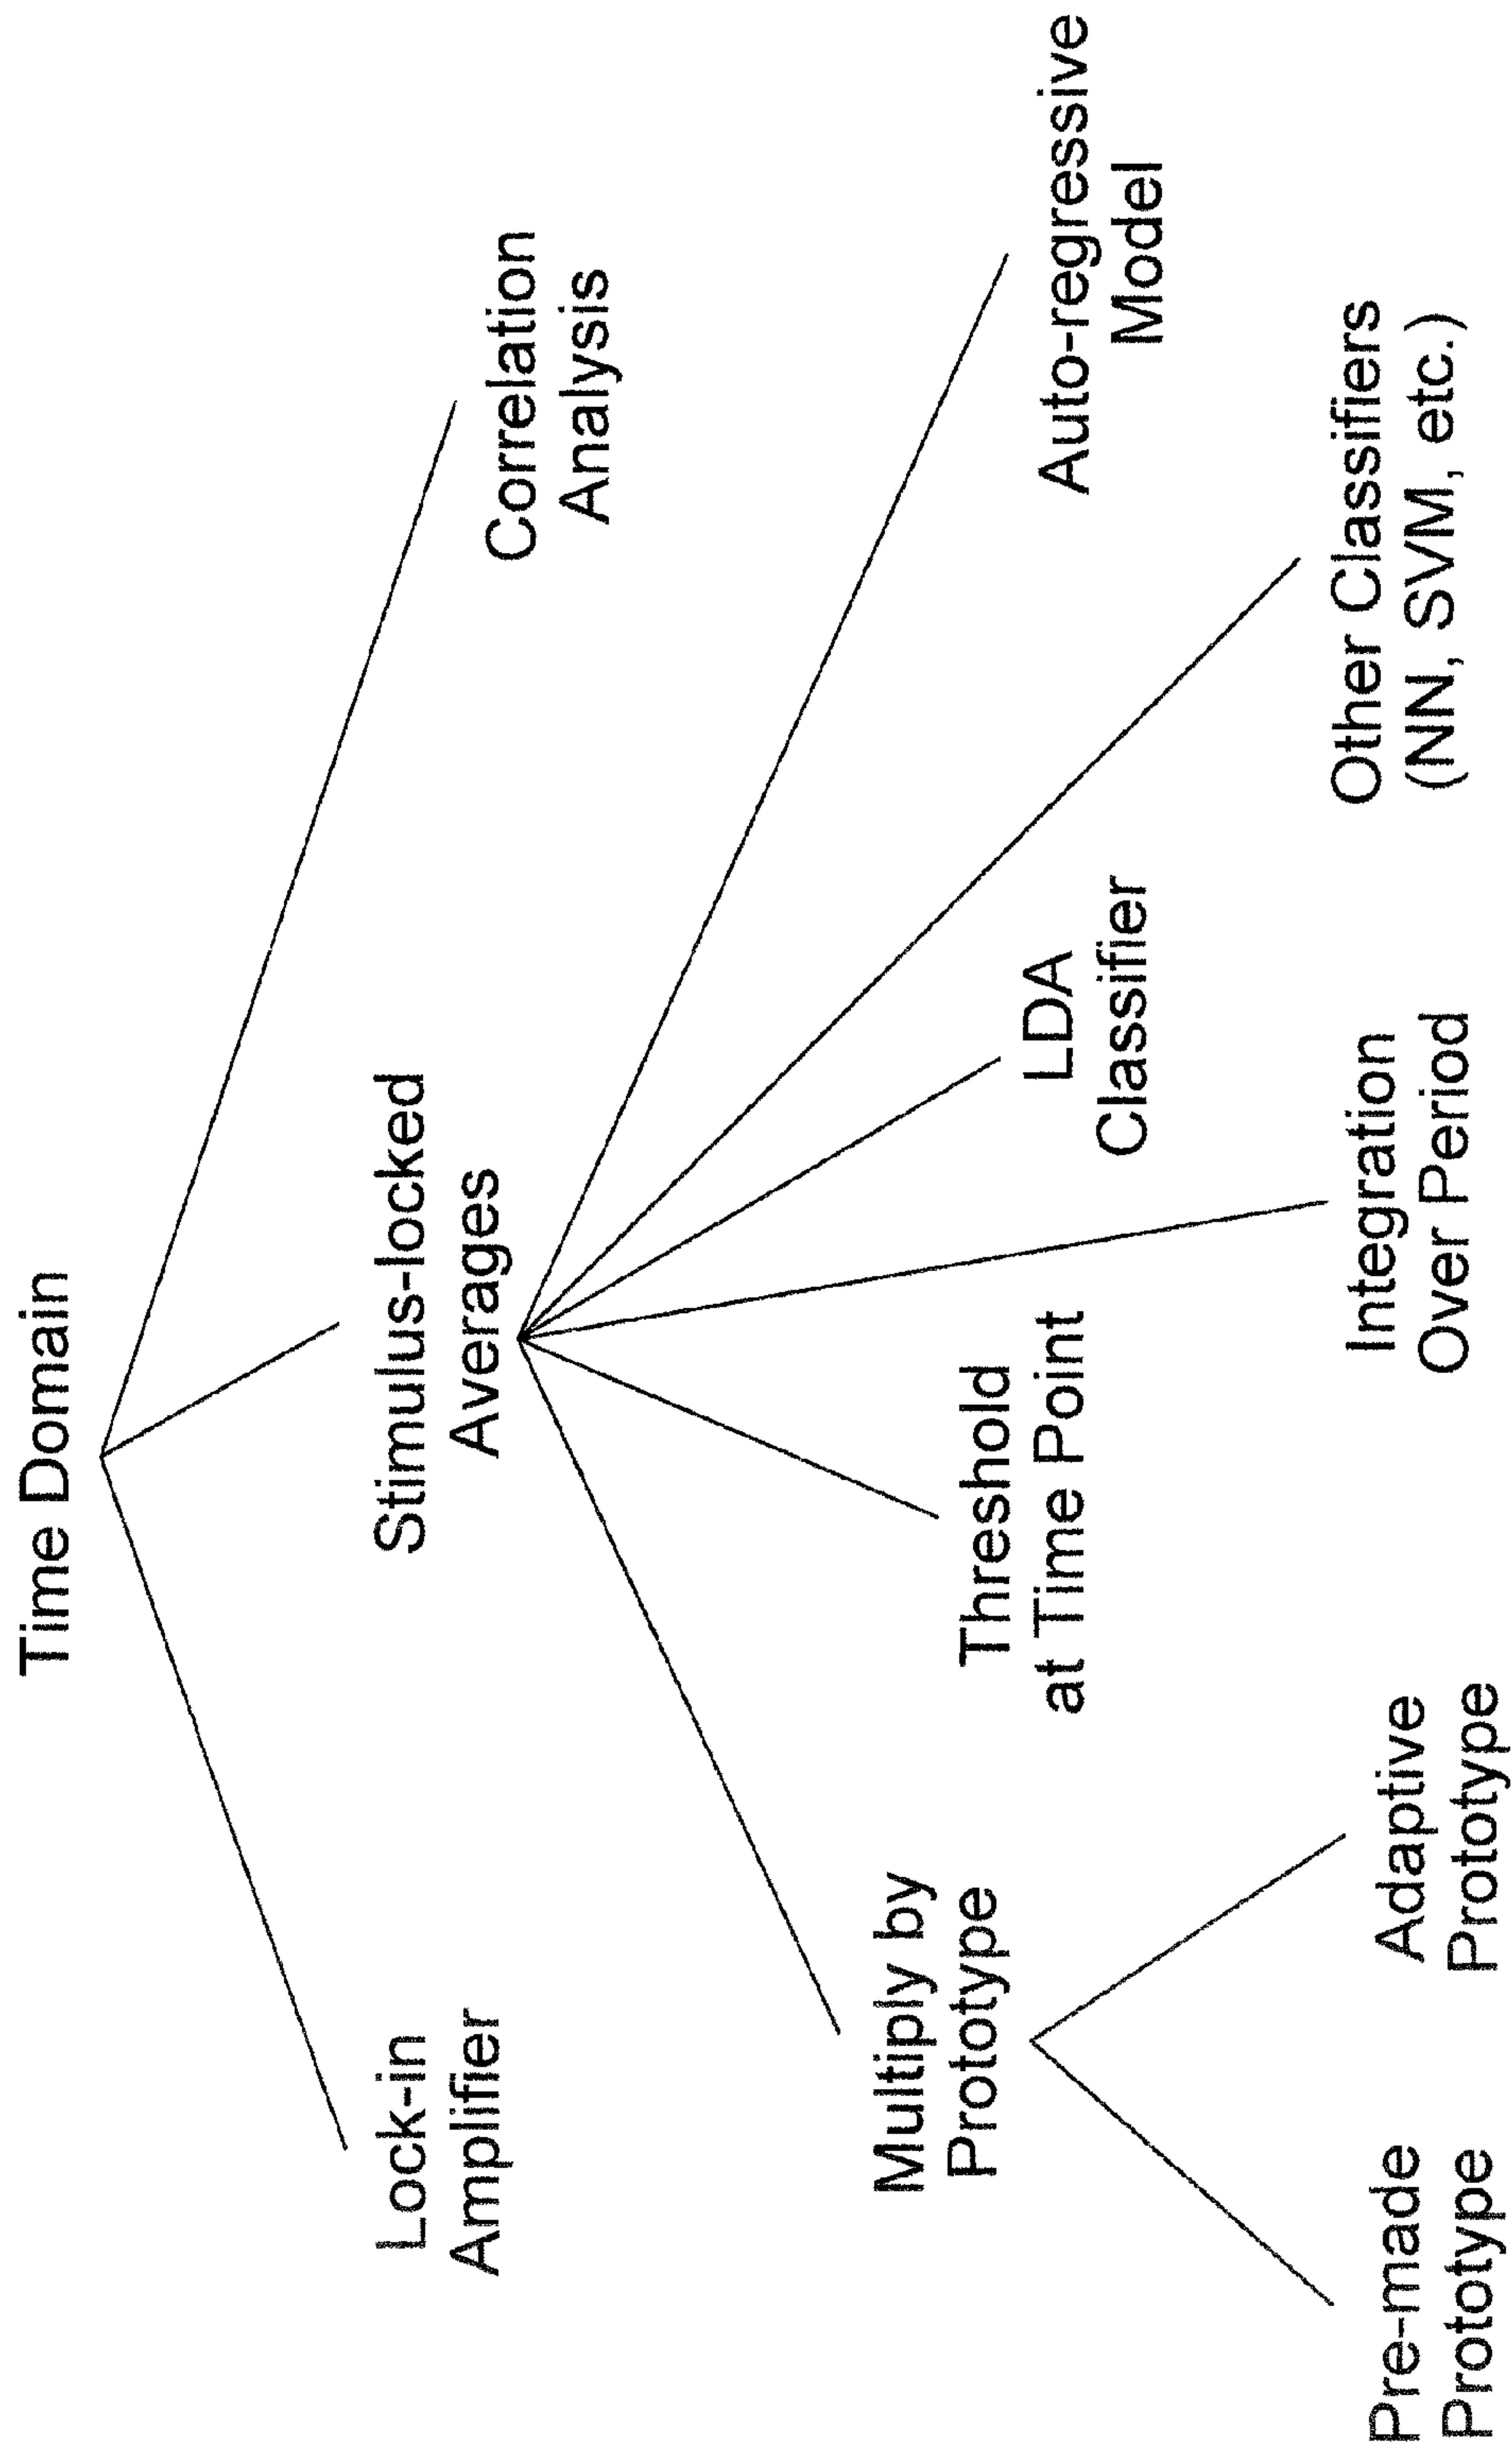 Time Domain
Lock-in
Amplifier
Stimulus-locked
Averages
Correlation
Analysis
Multiply by
Prototype
Threshold
at Time Point
LDA
Classifier
Auto-regressive
Model
Pre-made
Prototype
Adaptive
Prototype
Integration
Over Period
Other Classifiers
(NN, SVM, etc.)